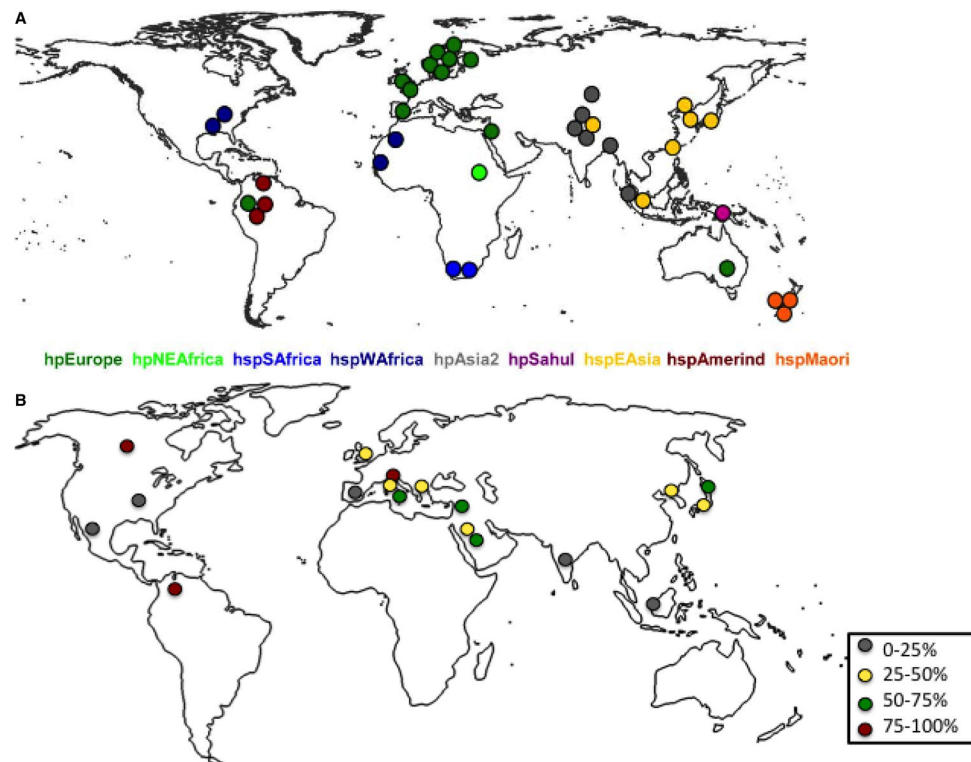 A
hpEurope hpNEAfrica hspSAfrica hspWAfrica hpAsia2 hpSahul hspEAsia hspAmerind hspMaori
B
0-25%
25-50%
50-75%
75-100%